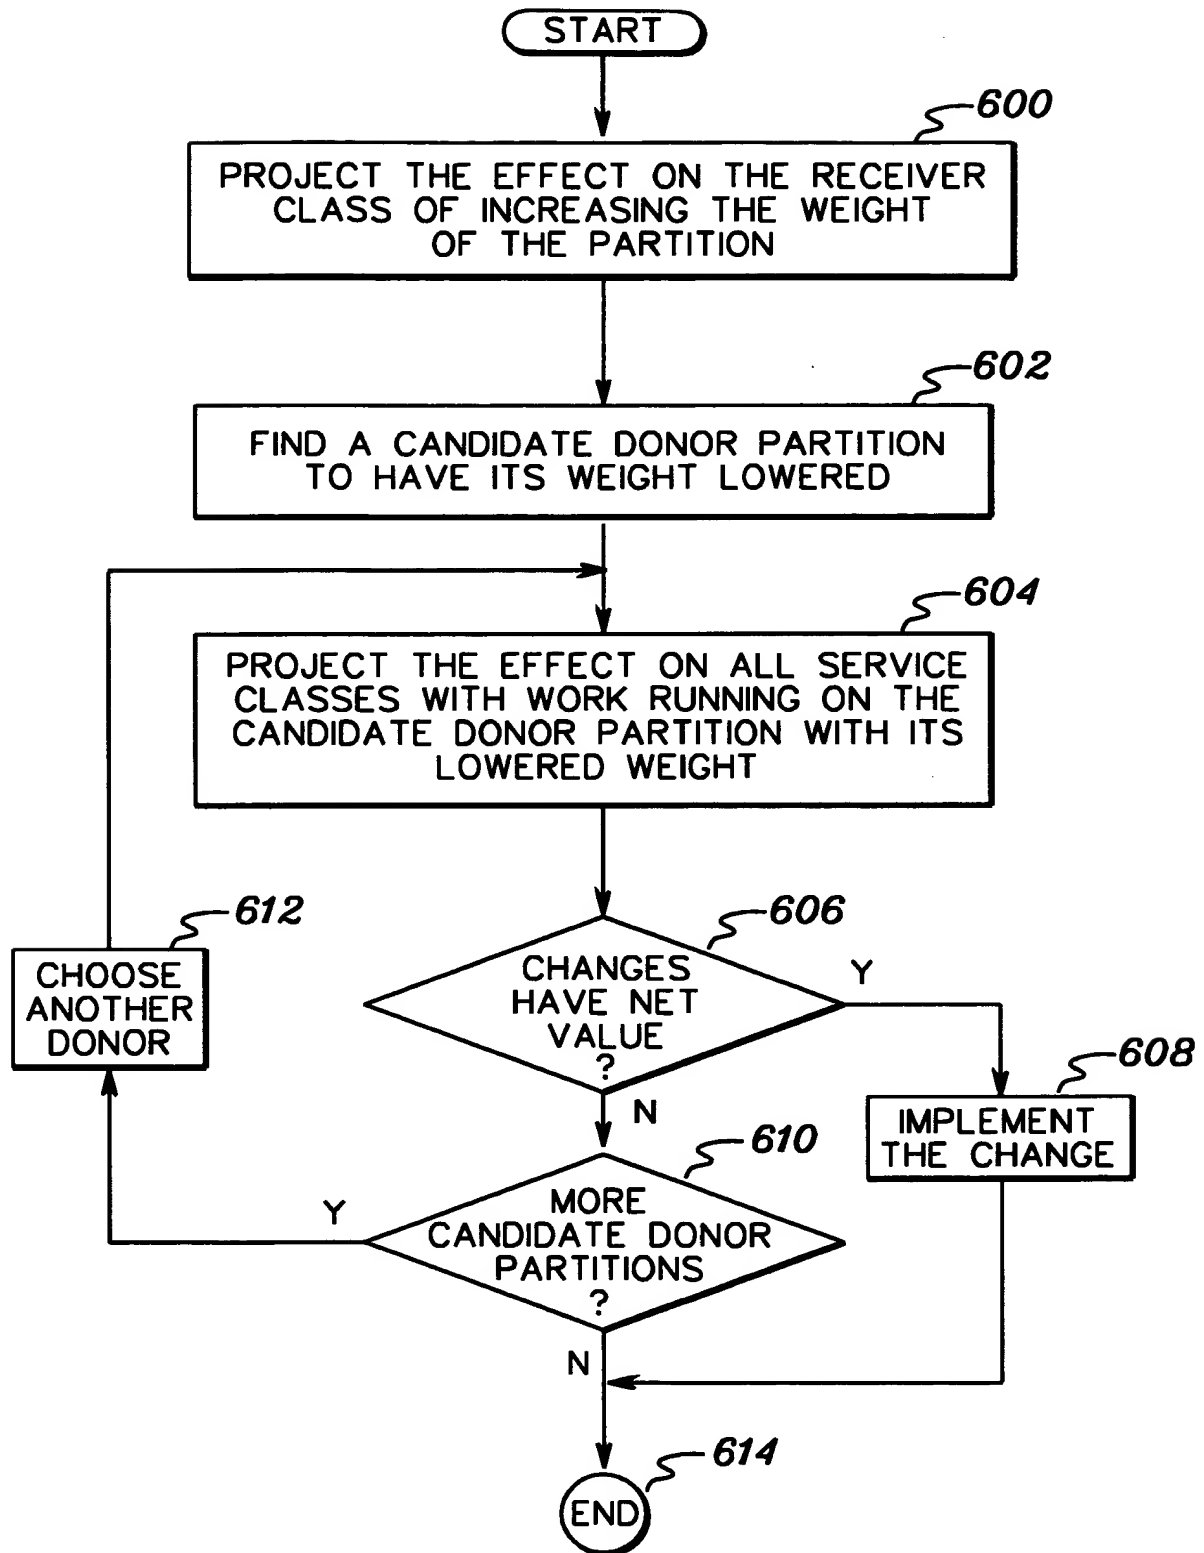 START
600
PROJECT THE EFFECT ON THE RECEIVER
CLASS OF INCREASING THE WEIGHT
OF THE PARTITION
602
FIND A CANDIDATE DONOR PARTITION
TO HAVE ITS WEIGHT LOWERED
604
PROJECT THE EFFECT ON ALL SERVICE
CLASSES WITH WORK RUNNING ON THE
CANDIDATE DONOR PARTITION WITH ITS
LOWERED WEIGHT
612
CHOOSE
ANOTHER
DONOR
606
CHANGES
HAVE NET
VALUE
?
Y
N
608
IMPLEMENT
THE CHANGE
610
MORE
CANDIDATE DONOR
PARTITIONS
?
Y
N
614
END